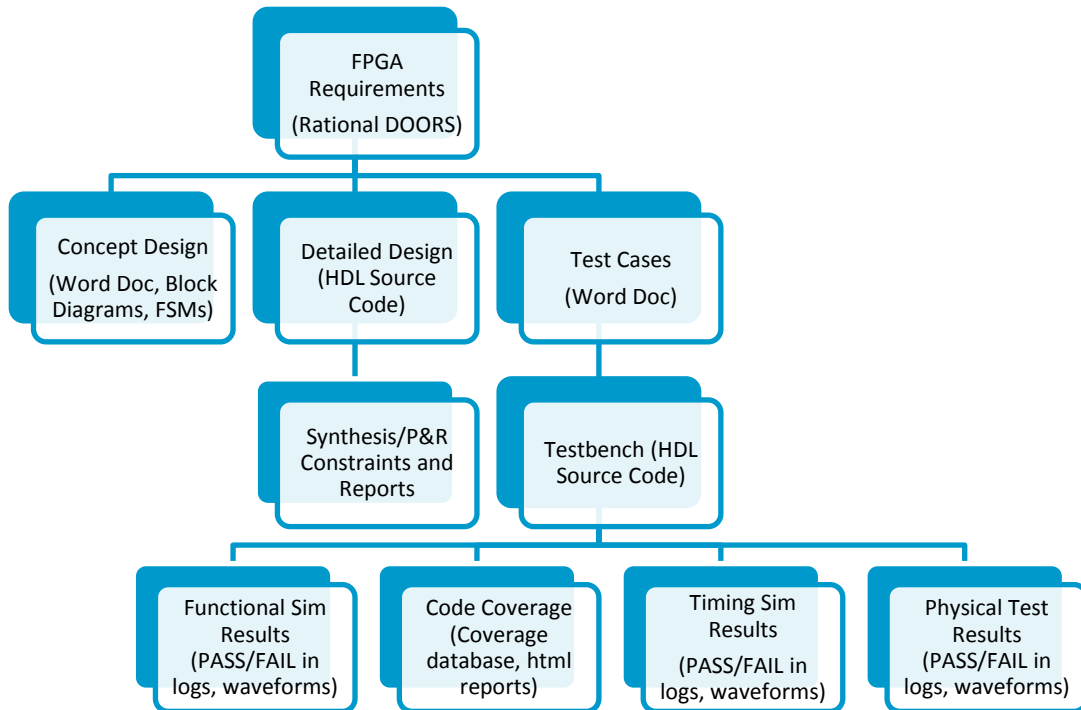 FPGA
Requirements
(Rational DOORS)
Concept Design
(Word Doc, Block
Diagrams, FSMs)
Detailed Design
(HDL Source
Code)
Test Cases
(Word Doc)
Synthesis/P&R
Constraints and
Reports
Testbench (HDL
Source Code)
Functional Sim
Results
(PASS/FAIL in
logs, waveforms)
Code Coverage
(Coverage
database, html
reports)
Timing Sim
Results
(PASS/FAIL in
logs, waveforms)
Physical Test
Results
(PASS/FAIL in
logs, waveforms)